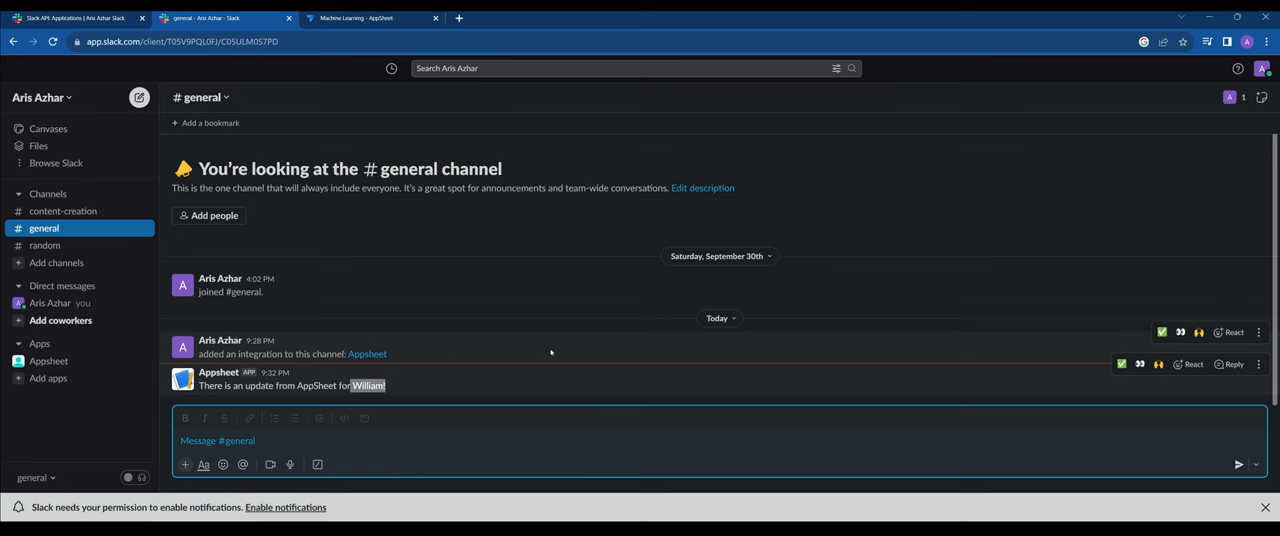 Slack API: Applications | Aris Azhar Slack
general - Aris Azhar - Slack
Machine Learning - AppSheet
app.slack.com/client/T05V9PQL0FJ/C05ULM0S7PD
A
Search Aris Azhar
A
Aris Azhar
# general
A 1
Add a bookmark
Canvases
Files
Browse Slack
You're looking at the # general channel
This is the one channel that will always include everyone. It's a great spot for announcements and team-wide conversations. Edit description
Channels
# content-creation
Add people
# general
# random
Add channels
Saturday, September 30th
Direct messages
Aris Azhar you
A
Aris Azhar 4:02 PM
joined #general.
Add coworkers
Today
React
Apps
Appsheet
Add apps
A
Aris Azhar 9:28 PM
added an integration to this channel: Appsheet
React
Reply
Appsheet APP 9:32 PM
There is an update from AppSheet for William!
B I S
Message #general
Aa
general
Slack needs your permission to enable notifications. Enable notifications